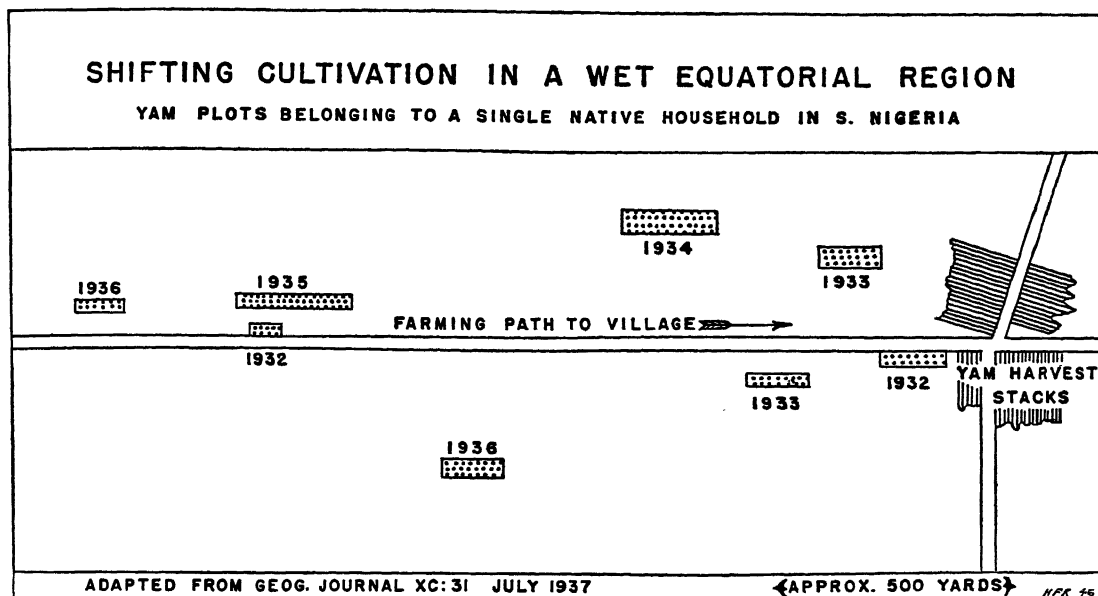 SHIFTING CULTIVATION IN A WET EQUATORIAL REGION
YAM PLOTS BELONGING TO A SINGLE NATIVE HOUSEHOLD IN S. NIGERIA
1934
1933
1936
1935
FARMING PATH TO VILLAGE
1932
1932
YAM HARVEST
STACKS
1933
1936
ADAPTED FROM GEOG. JOURNAL XC:31 JULY 1937
APPROX. 500 YARDS